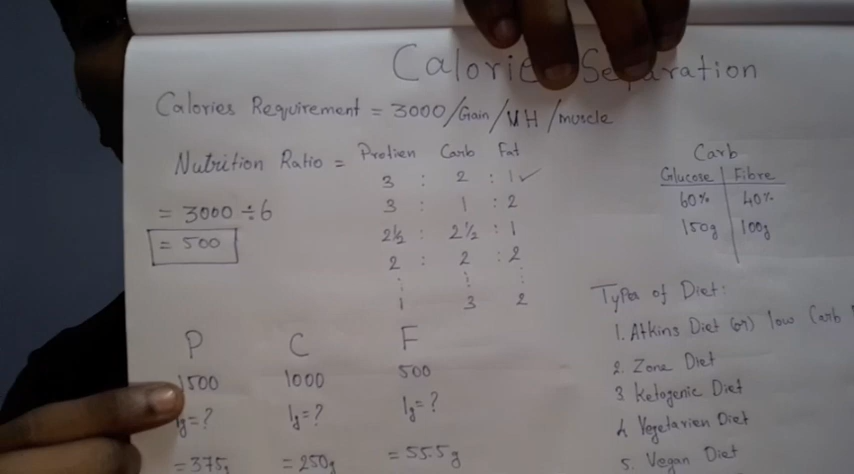 Calorie Separation
Calories Requirement = 3000/Gain/MH/muscle
Nutrition Ratio = Protien Carb Fat
3 : 2 : 1 ✓
3 : 1 : 2
2½ : 2½ : 1
2 : 2 : 2
⋮ ⋮ ⋮
1 3 2
= 3000 ÷ 6
= 500
Carb
Glucose | Fibre
60% | 40%
150g | 100g
P C F
1500 1000 500
1g=? 1g=? 1g=?
=375g =250g =55.5g
Types of Diet:
1. Atkins Diet (or) low Carb
2. Zone Diet
3 Ketogenic Diet
4 Vegetarien Diet
5. Vegan Diet